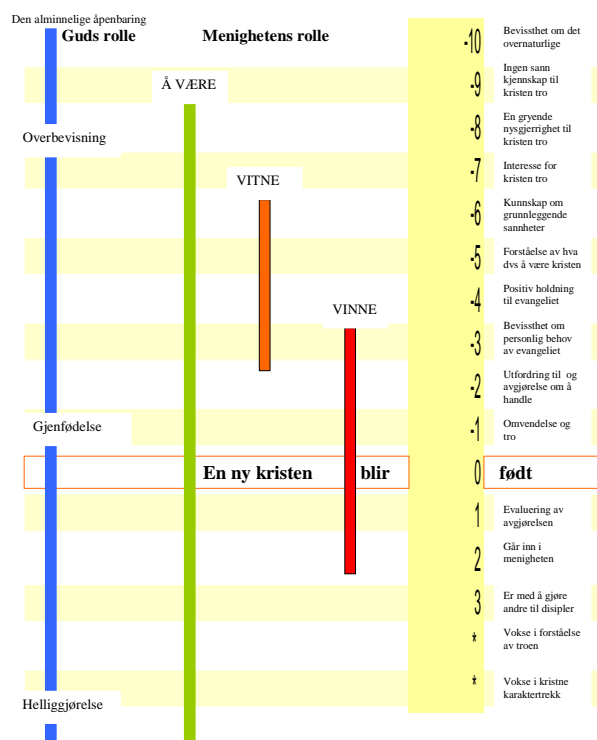 Den alminnelige åpenbaring
Guds rolle
Menighetens rolle
Å VÆRE
Overbevisning
VITNE
VINNE
Gjenfødelse
Helliggjørelse
-10
Bevissthet om det
overnaturlige
-9
Ingen sann
kjennskap til
kristen tro
-8
En gryende
nysgjerrighet til
kristen tro
-7
Interesse for
kristen tro
-6
Kunnskap om
grunnleggende
sannheter
-5
Forståelse av hva
dvs å være kristen
-4
Positiv holdning
til evangeliet
-3
Bevissthet om
personlig behov
av evangeliet
-2
Utfordring til og
avgjørelse om å
handle
-1
Omvendelse og
tro
En ny kristen blir 0 født
1
Evaluering av
avgjørelsen
2
Går inn i
menigheten
3
Er med å gjøre
andre til disipler
*
Vokse i forståelse
av troen
*
Vokse i kristne
karaktertrekk